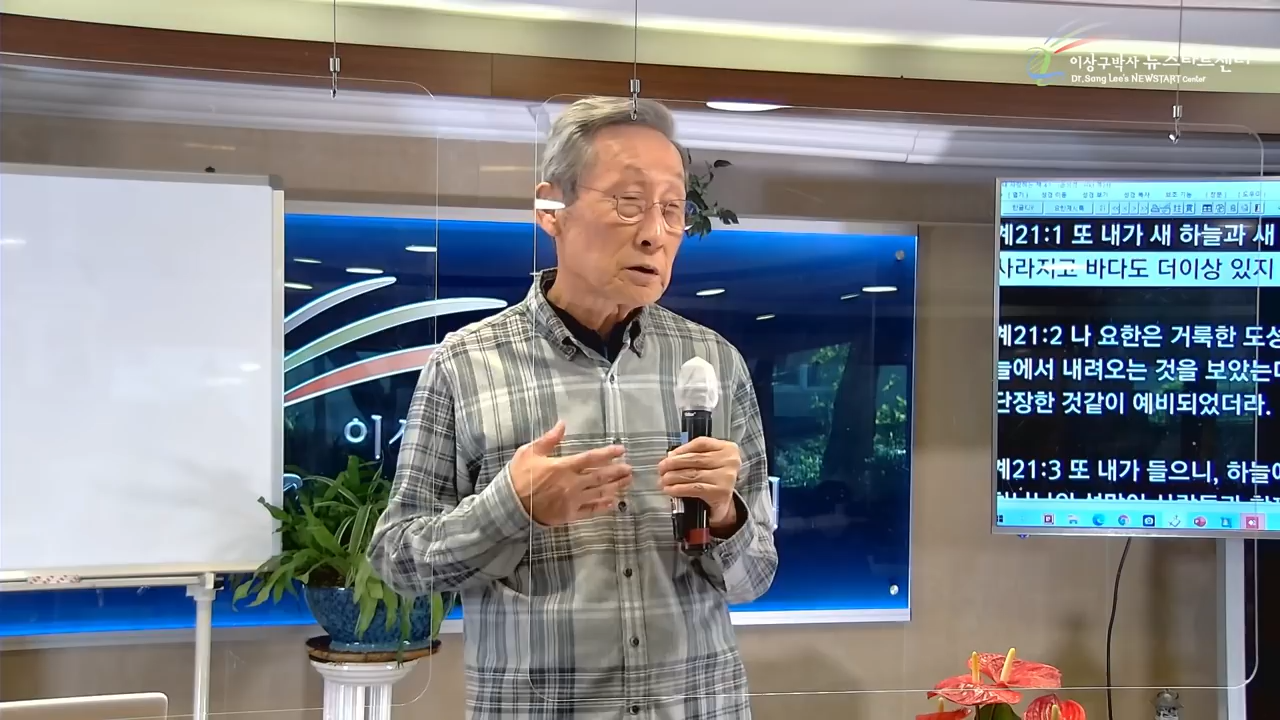 이상구박사 뉴스타트센터
Dr. Sang Lee's NEWSTART Center
계21:1 또 내가 새 하늘과 새
사라지고 바다도 더이상 있지
계21:2 나 요한은 거룩한 도성
늘에서 내려오는 것을 보았는데
단장한 것같이 예비되었더라.
계21:3 또 내가 들으니, 하늘에
이상